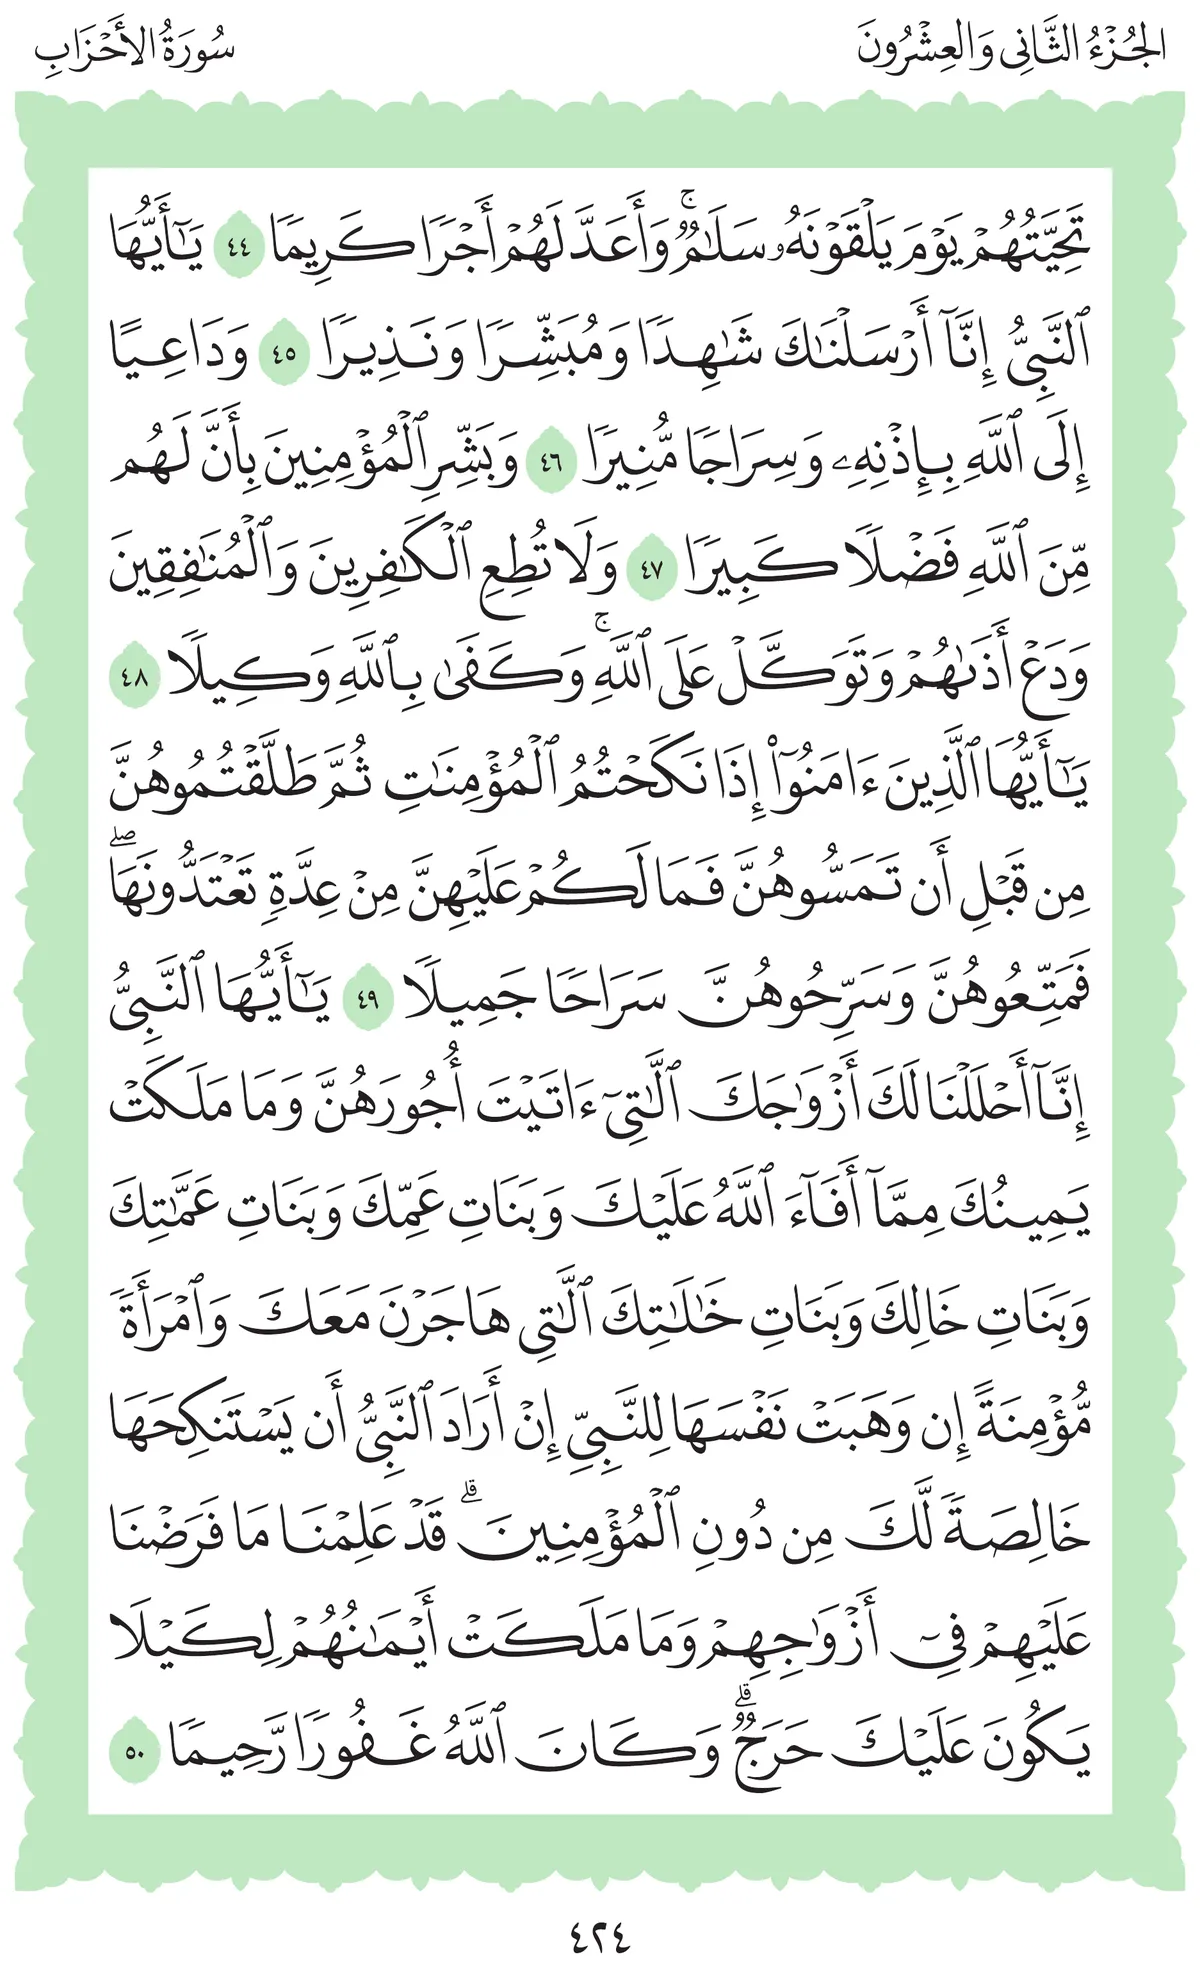 الجُزْءُ الثَّانِي وَالعِشْرُونَ
سُورَةُ الأَحْزَابِ
تَحِيَّتُهُمْ يَوْمَ يَلْقَوْنَهُۥ سَلَٰمٌۚ وَأَعَدَّ لَهُمْ أَجْرًا كَرِيمًا ٤٤ يَٰٓأَيُّهَا
ٱلنَّبِيُّ إِنَّآ أَرْسَلْنَٰكَ شَٰهِدًا وَمُبَشِّرًا وَنَذِيرًا ٤٥ وَدَاعِيًا
إِلَى ٱللَّهِ بِإِذْنِهِۦ وَسِرَاجًا مُّنِيرًا ٤٦ وَبَشِّرِ ٱلْمُؤْمِنِينَ بِأَنَّ لَهُم
مِّنَ ٱللَّهِ فَضْلًا كَبِيرًا ٤٧ وَلَا تُطِعِ ٱلْكَٰفِرِينَ وَٱلْمُنَٰفِقِينَ
وَدَعْ أَذَىٰهُمْ وَتَوَكَّلْ عَلَى ٱللَّهِۚ وَكَفَىٰ بِٱللَّهِ وَكِيلًا ٤٨
يَٰٓأَيُّهَا ٱلَّذِينَ ءَامَنُوٓا۟ إِذَا نَكَحْتُمُ ٱلْمُؤْمِنَٰتِ ثُمَّ طَلَّقْتُمُوهُنَّ
مِن قَبْلِ أَن تَمَسُّوهُنَّ فَمَا لَكُمْ عَلَيْهِنَّ مِنْ عِدَّةٍ تَعْتَدُّونَهَاۖ
فَمَتِّعُوهُنَّ وَسَرِّحُوهُنَّ سَرَاحًا جَمِيلًا ٤٩ يَٰٓأَيُّهَا ٱلنَّبِيُّ
إِنَّآ أَحْلَلْنَا لَكَ أَزْوَٰجَكَ ٱلَّٰتِيٓ ءَاتَيْتَ أُجُورَهُنَّ وَمَا مَلَكَتْ
يَمِينُكَ مِمَّآ أَفَآءَ ٱللَّهُ عَلَيْكَ وَبَنَاتِ عَمِّكَ وَبَنَاتِ عَمَّٰتِكَ
وَبَنَاتِ خَالِكَ وَبَنَاتِ خَٰلَٰتِكَ ٱلَّٰتِي هَاجَرْنَ مَعَكَ وَٱمْرَأَةً
مُّؤْمِنَةً إِن وَهَبَتْ نَفْسَهَا لِلنَّبِيِّ إِنْ أَرَادَ ٱلنَّبِيُّ أَن يَسْتَنكِحَهَا
خَالِصَةً لَّكَ مِن دُونِ ٱلْمُؤْمِنِينَۗ قَدْ عَلِمْنَا مَا فَرَضْنَا
عَلَيْهِمْ فِيٓ أَزْوَٰجِهِمْ وَمَا مَلَكَتْ أَيْمَٰنُهُمْ لِكَيْلَا
يَكُونَ عَلَيْكَ حَرَجٌۗ وَكَانَ ٱللَّهُ غَفُورًا رَّحِيمًا ٥٠
٤٢٤